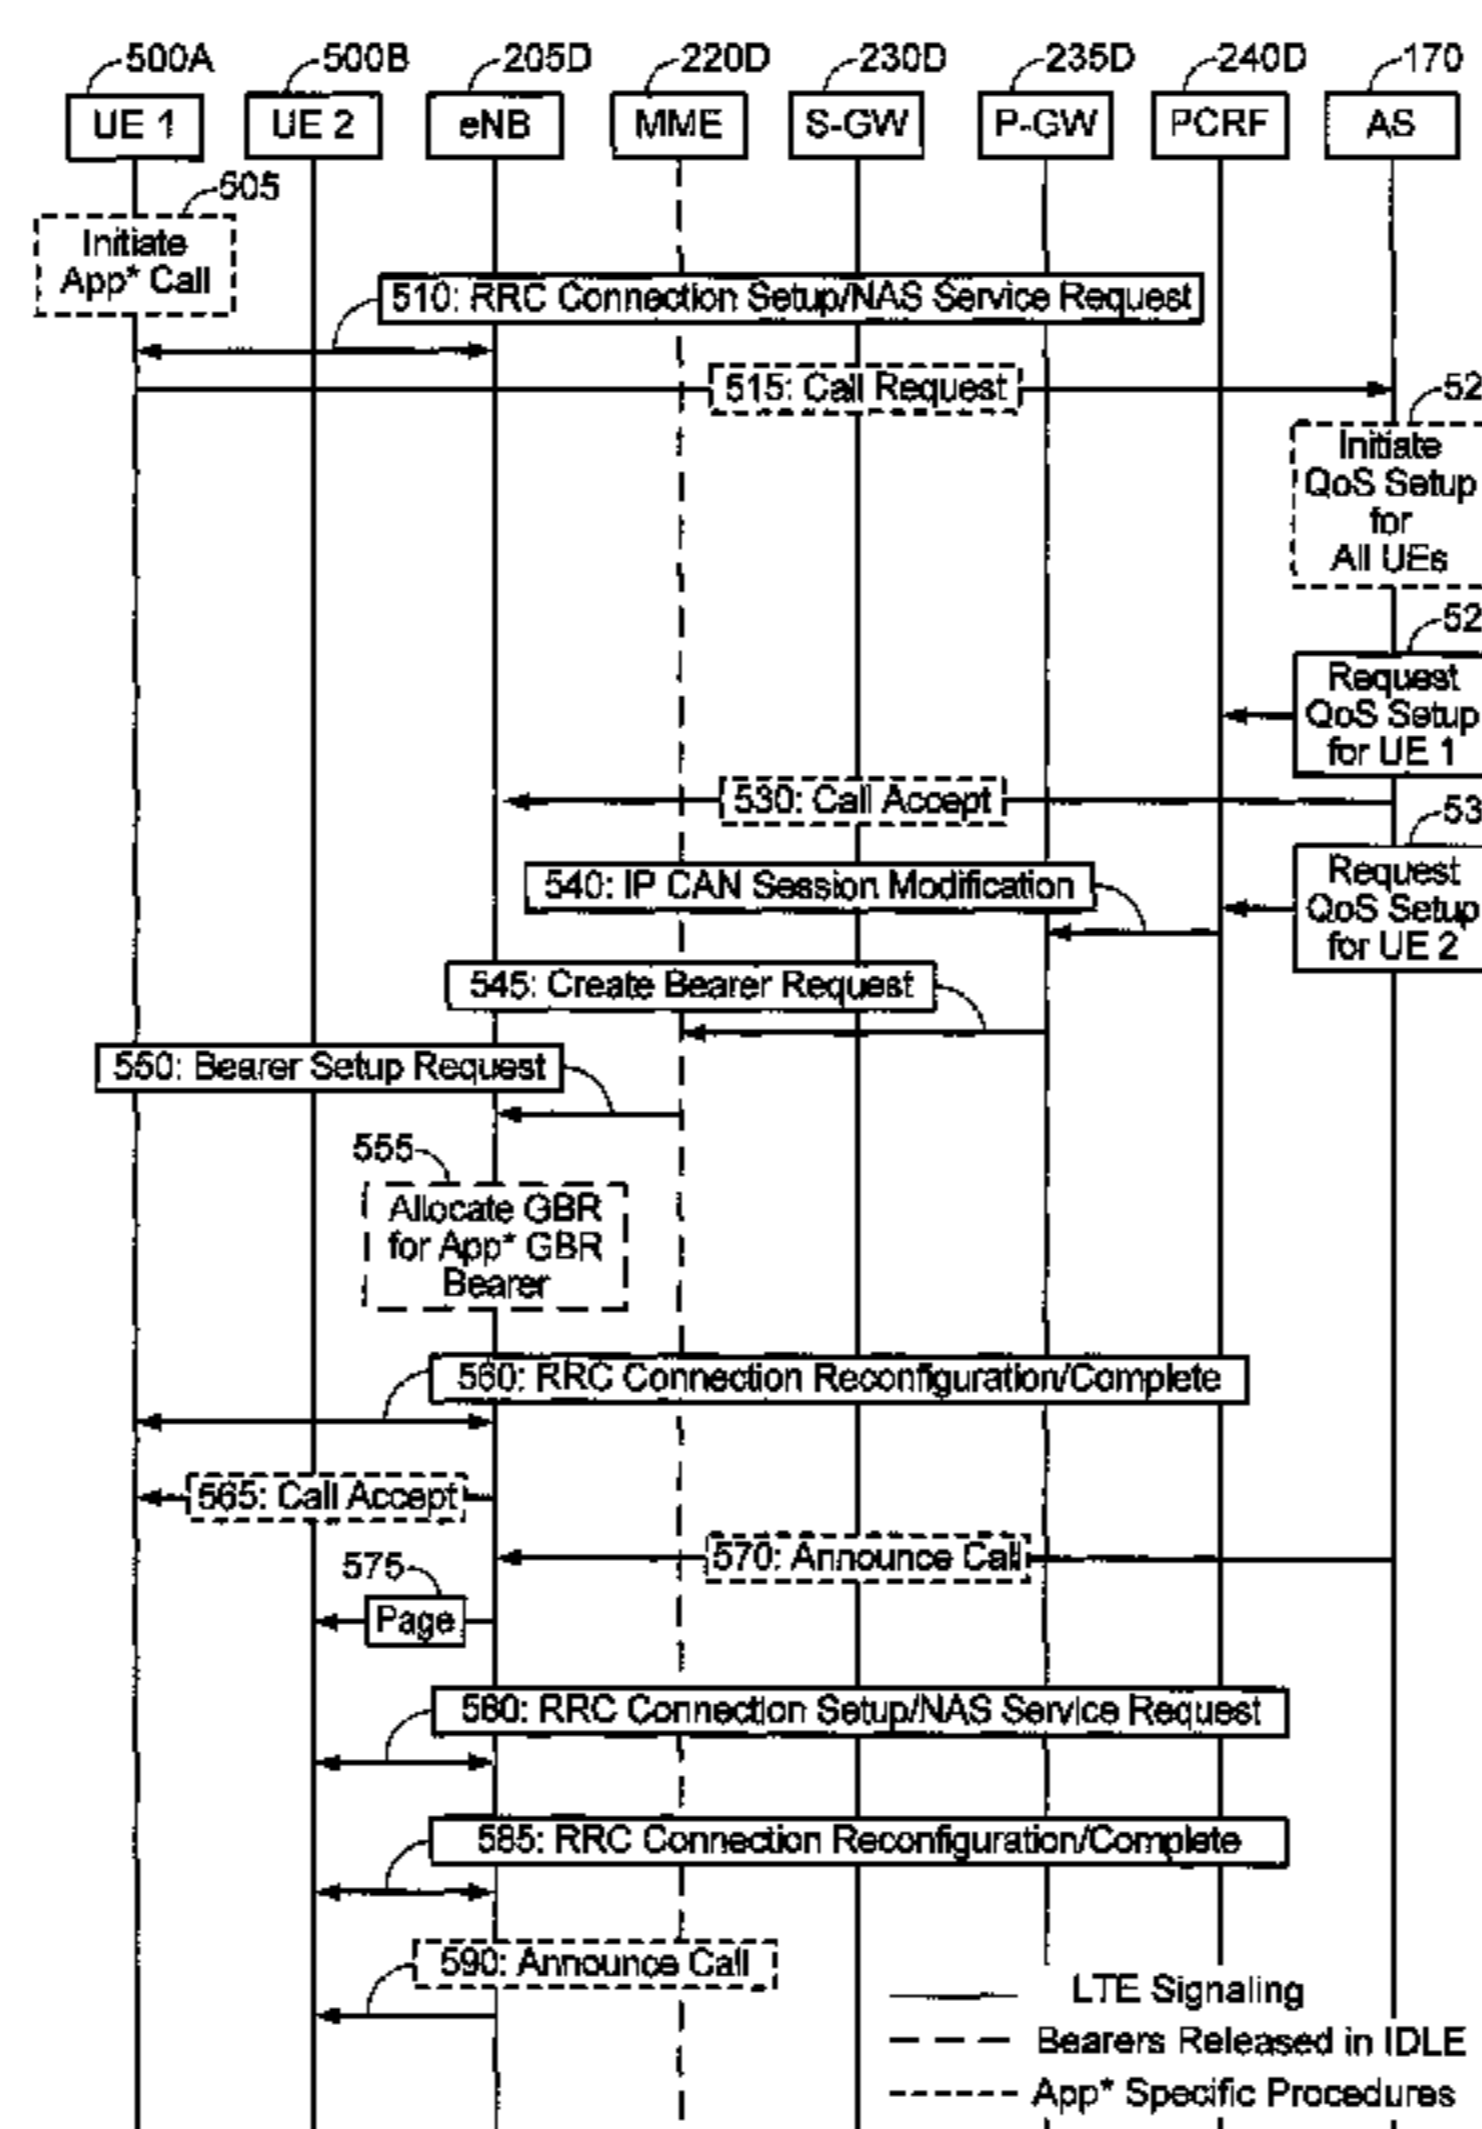 500A 500B 205D 220D 230D 235D 240D 170
UE 1 UE 2 eNB MME S-GW P-GW PCRF AS
505
Initiate
App* Call
510: RRC Connection Setup/NAS Service Request
515: Call Request
52
Initiate
QoS Setup
for
All UEs
52
Request
QoS Setup
for UE 1
530: Call Accept
53
Request
QoS Setup
for UE 2
540: IP CAN Session Modification
545: Create Bearer Request
550: Bearer Setup Request
555
Allocate GBR
for App* GBR
Bearer
560: RRC Connection Reconfiguration/Complete
565: Call Accept
570: Announce Call
575
Page
580: RRC Connection Setup/NAS Service Request
585: RRC Connection Reconfiguration/Complete
590: Announce Call
LTE Signaling
Bearers Released in IDLE
App* Specific Procedures